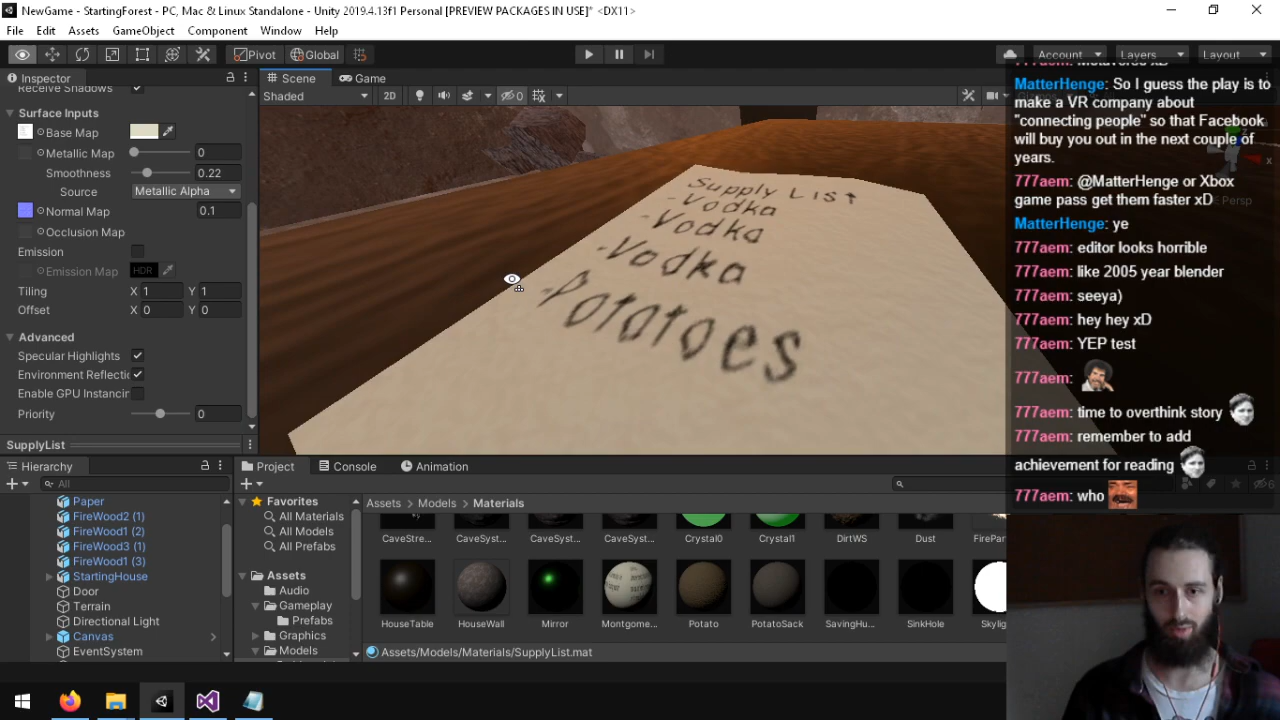 NewGame - StartingForest - PC, Mac & Linux Standalone - Unity 2019.4.13f1 Personal [PREVIEW PACKAGES IN USE]* <DX11>
File Edit Assets GameObject Component Window Help
Pivot Global
Account Layers Layout
Inspector
Scene Game
Shaded 2D 0
Receive Shadows
Surface Inputs
Base Map
Metallic Map 0
Smoothness 0.22
Source Metallic Alpha
Normal Map 0.1
Occlusion Map
Emission
Emission Map HDR
Tiling X 1 Y 1
Offset X 0 Y 0
Advanced
Specular Highlights
Environment Reflectic
Enable GPU Instancin
Priority 0
SupplyList
Supply List
-Vodka
-Vodka
-Vodka
-Potatoes
MatterHenge: So I guess the play is to
make a VR company about
"connecting people" so that Facebook
will buy you out in the next couple of
years.
777aem: @MatterHenge or Xbox
game pass get them faster xD
MatterHenge: ye
777aem: editor looks horrible
777aem: like 2005 year blender
777aem: seeya)
777aem: hey hey xD
777aem: YEP test
777aem:
777aem: time to overthink story
777aem: remember to add
achievement for reading
777aem: who
Hierarchy
All
Paper
FireWood2 (1)
FireWood1 (2)
FireWood3 (1)
FireWood1 (3)
StartingHouse
Door
Terrain
Directional Light
Canvas
EventSystem
Project Console Animation
Favorites
All Materials
All Models
All Prefabs
Assets
Audio
Gameplay
Prefabs
Graphics
Models
Assets > Models > Materials
CaveStre... CaveSyst... CaveSyst... CaveSyst... Crystal0 Crystal1 DirtWS Dust FirePar
HouseTable HouseWall Mirror Montgome... Potato PotatoSack SavingHu... SinkHole Skylig
Assets/Models/Materials/SupplyList.mat